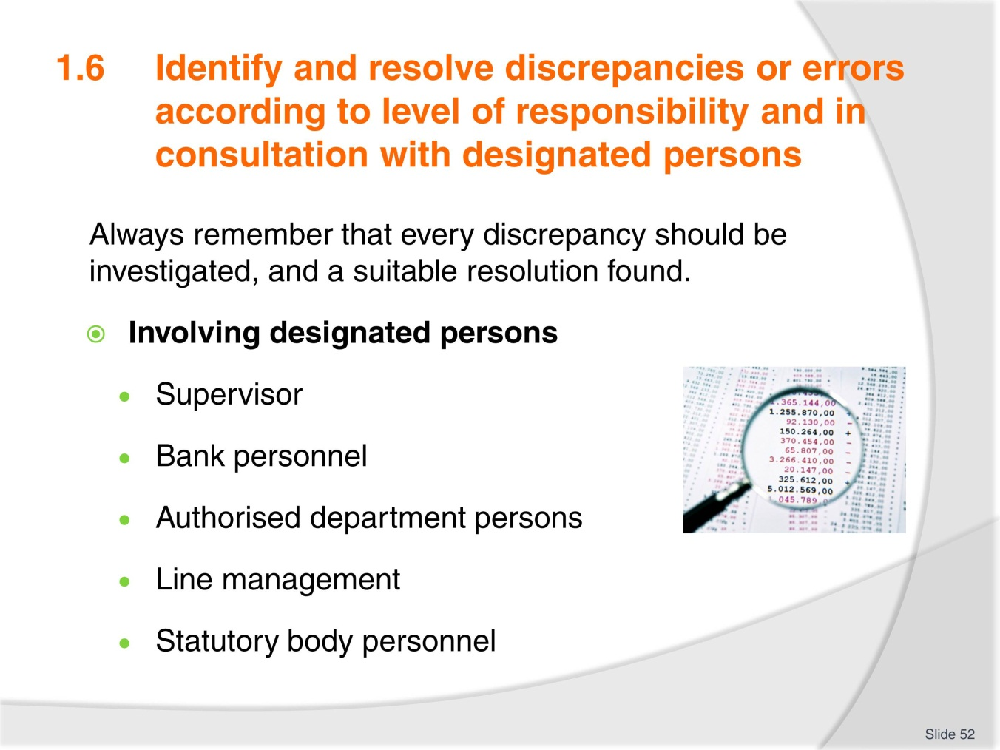 1.6 Identify and resolve discrepancies or errors
according to level of responsibility and in
consultation with designated persons
Always remember that every discrepancy should be
investigated, and a suitable resolution found.
Involving designated persons
Supervisor
Bank personnel
Authorised department persons
Line management
Statutory body personnel
1.365.144,00
1.255.870,00 +
92.130,00 -
150.264,00 +
370.454,00 -
65.807,00 -
3.266.410,00 -
20.147,00 -
325.612,00 +
5.012.569,00
Slide 52